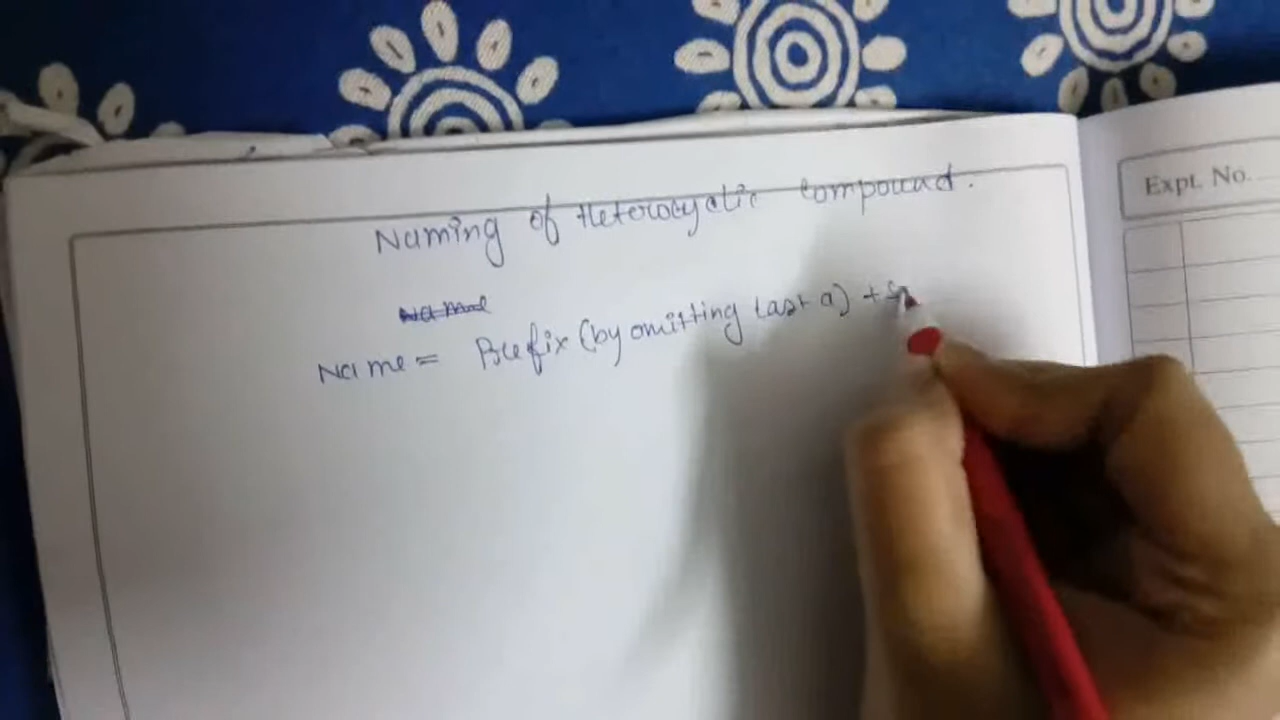 Naming of Heterocyclic compound.
Name = Prefix (by omitting last a) + S
Expt. No.